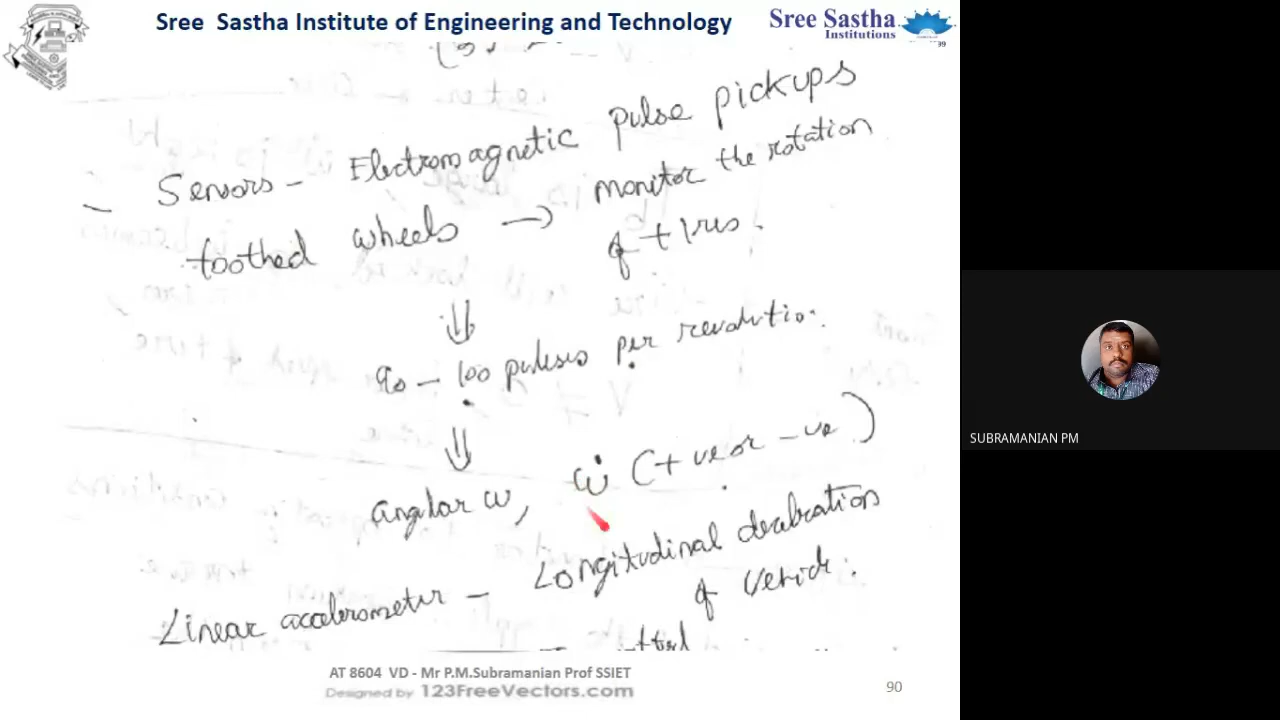 Sree Sastha Institute of Engineering and Technology
Sree Sastha
Institutions
- Sensors - Electromagnetic pulse pickups
toothed wheels → monitor the rotation
of tires.
⇓
90 - 100 pulses per revolution.
⇓
angular ω, ω̇ (+ve or -ve)
Linear accelerometer - Longitudinal deceleration
of vehicle.
AT 8604 VD - Mr P.M.Subramanian Prof SSIET
Designed by 123FreeVectors.com
90
SUBRAMANIAN PM